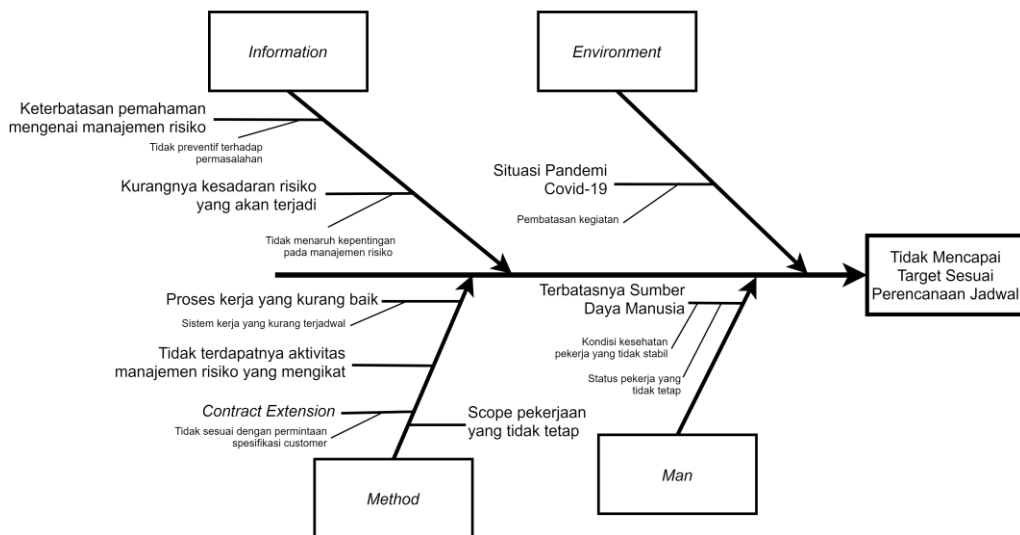 Information
Environment
Keterbatasan pemahaman
mengenai manajemen risiko
Tidak preventif terhadap
permasalahan
Kurangnya kesadaran risiko
yang akan terjadi
Tidak menaruh kepentingan
pada manajemen risiko
Situasi Pandemi
Covid-19
Pembatasan kegiatan
Tidak Mencapai
Target Sesuai
Perencanaan Jadwal
Proses kerja yang kurang baik
Sistem kerja yang kurang terjadwal
Tidak terdapatnya aktivitas
manajemen risiko yang mengikat
Contract Extension
Tidak sesuai dengan permintaan
spesifikasi customer
Scope pekerjaan
yang tidak tetap
Terbatasnya Sumber
Daya Manusia
Kondisi kesehatan
pekerja yang tidak stabil
Status pekerja yang
tidak tetap
Method
Man